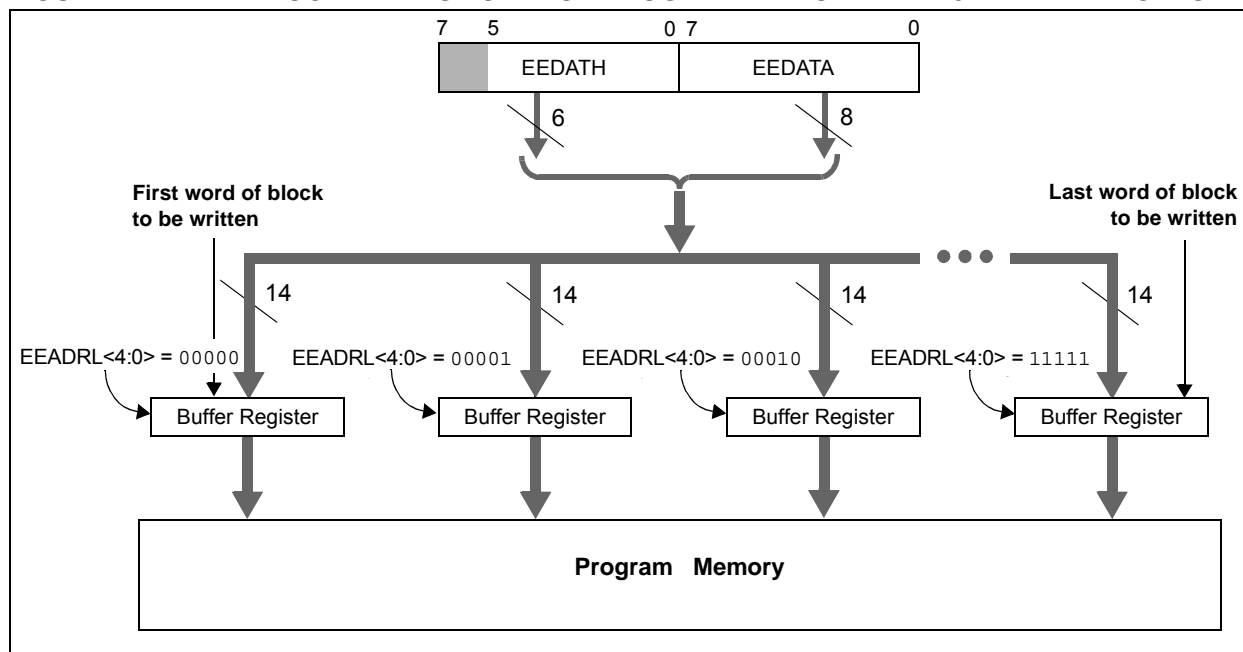 7 5 0 7 0
EEDATH EEDATA
6 8
First word of block
to be written
Last word of block
to be written
14 14 14 14
EEADRL<4:0> = 00000 EEADRL<4:0> = 00001 EEADRL<4:0> = 00010 EEADRL<4:0> = 11111
Buffer Register Buffer Register Buffer Register Buffer Register
Program Memory